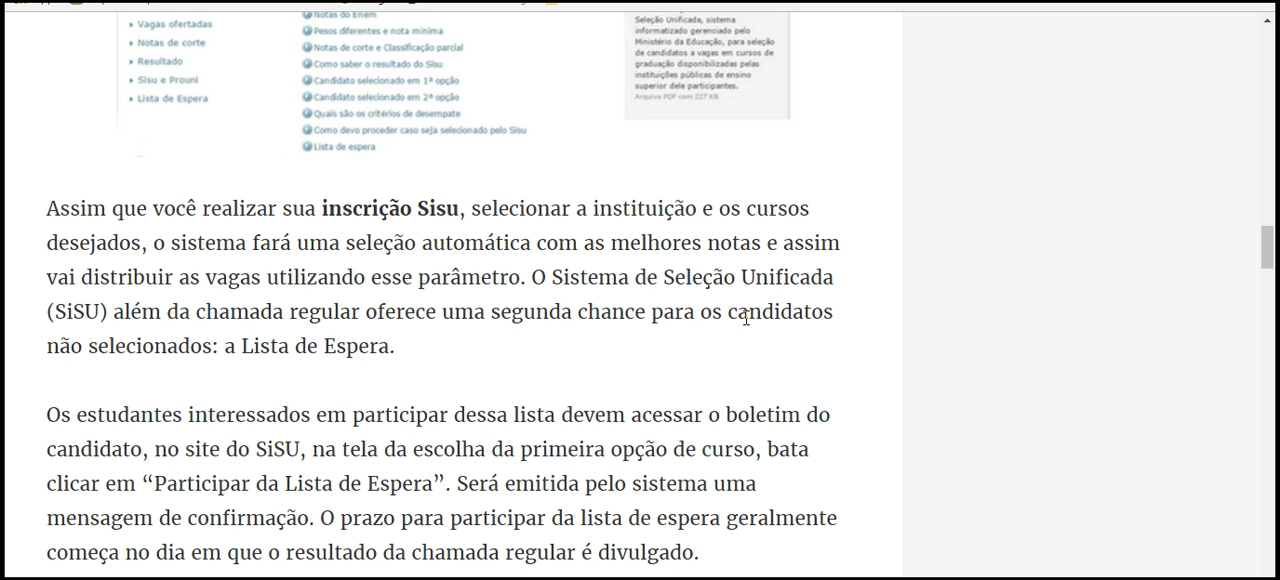 Vagas ofertadas
Notas de corte
Resultado
Sisu e Prouni
Lista de Espera
Notas do Enem
Pesos diferentes e nota mínima
Notas de corte e Classificação parcial
Como saber o resultado do Sisu
Candidato selecionado em 1ª opção
Candidato selecionado em 2ª opção
Quais são os critérios de desempate
Como devo proceder caso seja selecionado pelo Sisu
Lista de espera
Seleção Unificada, sistema
informatizado gerenciado pelo
Ministério da Educação, para seleção
de candidatos a vagas em cursos de
graduação disponibilizadas pelas
instituições públicas de ensino
superior dele participantes.
Arquivo PDF com 227 KB
Assim que você realizar sua inscrição Sisu, selecionar a instituição e os cursos
desejados, o sistema fará uma seleção automática com as melhores notas e assim
vai distribuir as vagas utilizando esse parâmetro. O Sistema de Seleção Unificada
(SiSU) além da chamada regular oferece uma segunda chance para os candidatos
não selecionados: a Lista de Espera.
Os estudantes interessados em participar dessa lista devem acessar o boletim do
candidato, no site do SiSU, na tela da escolha da primeira opção de curso, bata
clicar em “Participar da Lista de Espera”. Será emitida pelo sistema uma
mensagem de confirmação. O prazo para participar da lista de espera geralmente
começa no dia em que o resultado da chamada regular é divulgado.